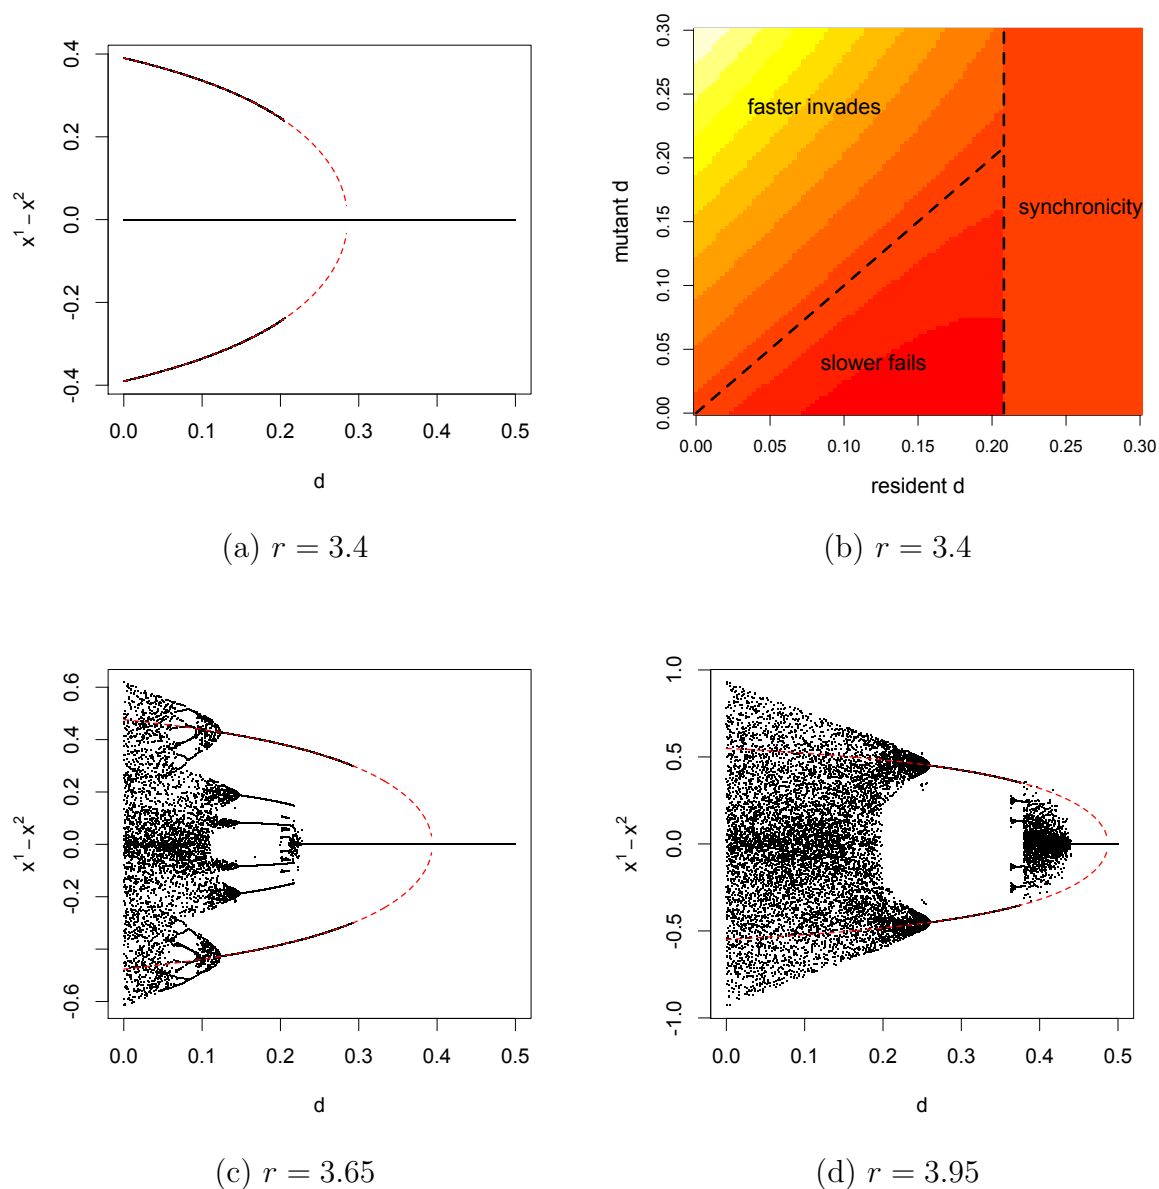 0.4
0.2
0.0
-0.2
-0.4
x¹ − x²
0.0 0.1 0.2 0.3 0.4 0.5
d
(a) r = 3.4
0.30
0.25
0.20
0.15
0.10
0.05
0.00
mutant d
faster invades
synchronicity
slower fails
0.00 0.05 0.10 0.15 0.20 0.25 0.30
resident d
(b) r = 3.4
0.6
0.4
0.2
0.0
-0.2
-0.4
-0.6
x¹ − x²
0.0 0.1 0.2 0.3 0.4 0.5
d
(c) r = 3.65
1.0
0.5
0.0
-0.5
-1.0
x¹ − x²
0.0 0.1 0.2 0.3 0.4 0.5
d
(d) r = 3.95